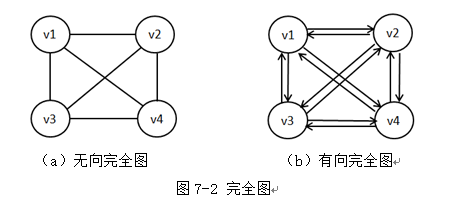 v1 v2 v1 v2
v3 v4 v3 v4
（a）无向完全图 （b）有向完全图
图 7-2 完全图